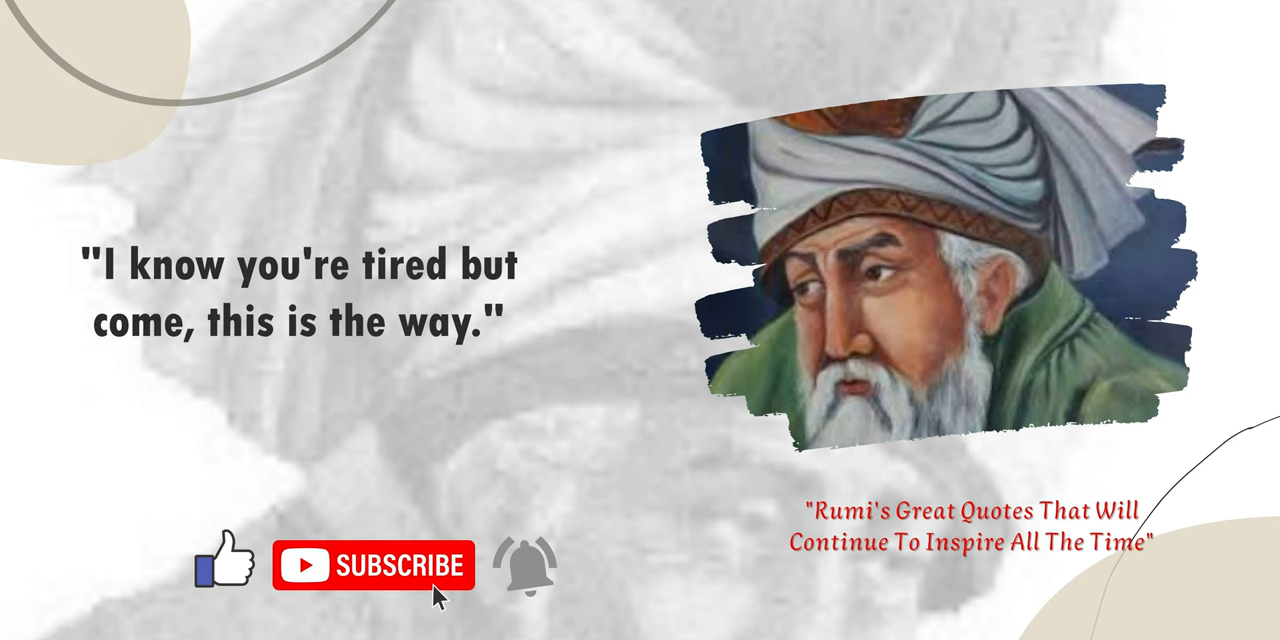 "I know you're tired but
come, this is the way."
SUBSCRIBE
"Rumi's Great Quotes That Will
Continue To Inspire All The Time"